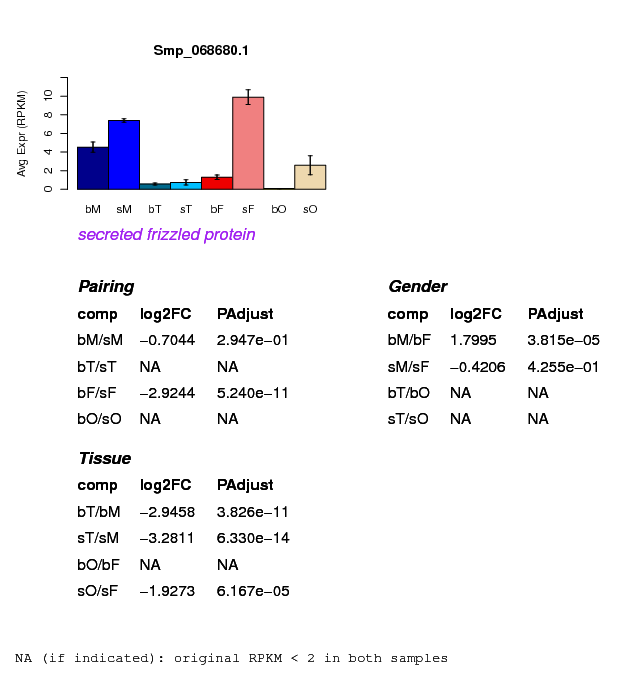 Smp_068680.1
Avg Expr (RPKM)
0 2 4 6 8 10
bM sM bT sT bF sF bO sO
secreted frizzled protein
Pairing
comp log2FC PAdjust
bM/sM −0.7044 2.947e−01
bT/sT NA NA
bF/sF −2.9244 5.240e−11
bO/sO NA NA
Gender
comp log2FC PAdjust
bM/bF 1.7995 3.815e−05
sM/sF −0.4206 4.255e−01
bT/bO NA NA
sT/sO NA NA
Tissue
comp log2FC PAdjust
bT/bM −2.9458 3.826e−11
sT/sM −3.2811 6.330e−14
bO/bF NA NA
sO/sF −1.9273 6.167e−05
NA (if indicated): original RPKM < 2 in both samples